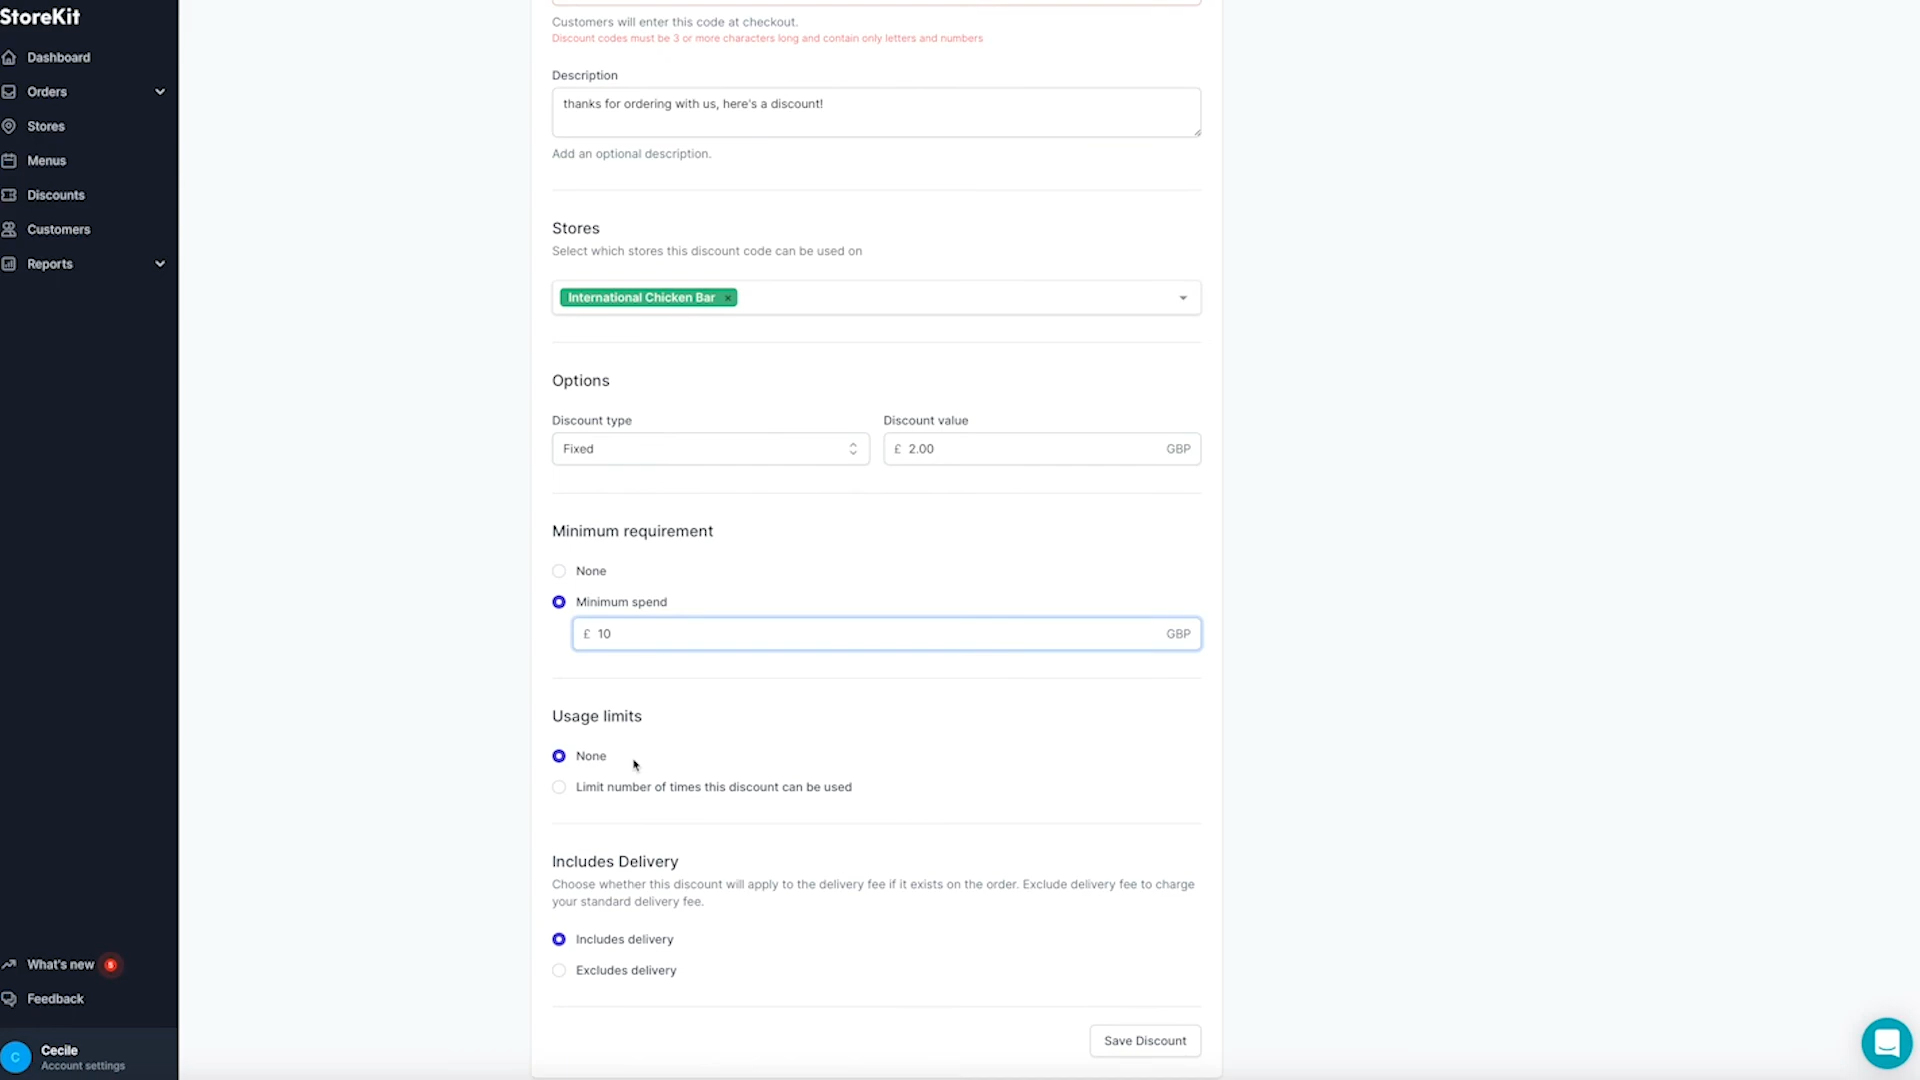 StoreKit
Dashboard
Orders
Stores
Menus
Discounts
Customers
Reports
What's new
Feedback
C
Cecile
Account settings
Customers will enter this code at checkout.
Discount codes must be 3 or more characters long and contain only letters and numbers
Description
thanks for ordering with us, here's a discount!
Add an optional description.
Stores
Select which stores this discount code can be used on
International Chicken Bar ×
Options
Discount type
Discount value
Fixed
£ 2.00 GBP
Minimum requirement
None
Minimum spend
£ 10 GBP
Usage limits
None
Limit number of times this discount can be used
Includes Delivery
Choose whether this discount will apply to the delivery fee if it exists on the order. Exclude delivery fee to charge
your standard delivery fee.
Includes delivery
Excludes delivery
Save Discount